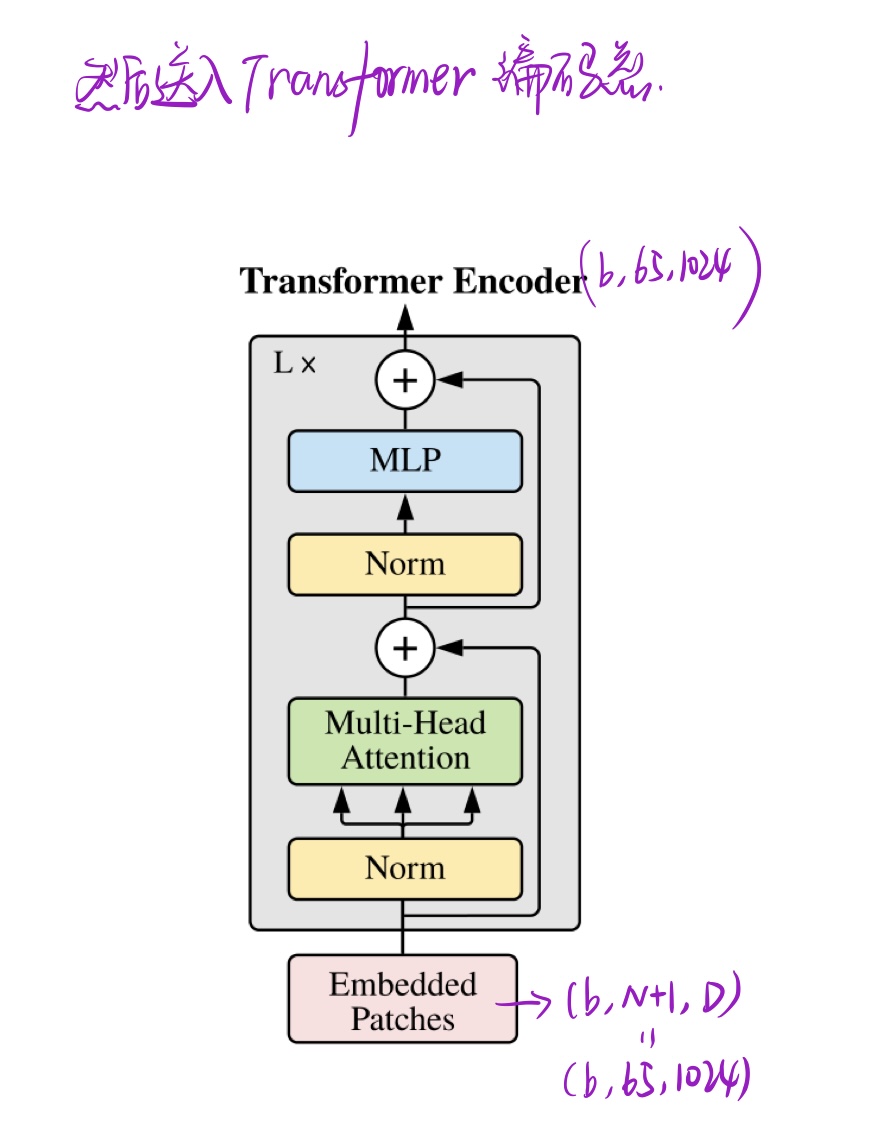 然后送入Transformer 编码器.
Transformer Encoder (b, 65, 1024)
L ×
+
MLP
Norm
+
Multi-Head
Attention
Norm
Embedded
Patches → (b, N+1, D)
=
(b, 65, 1024)